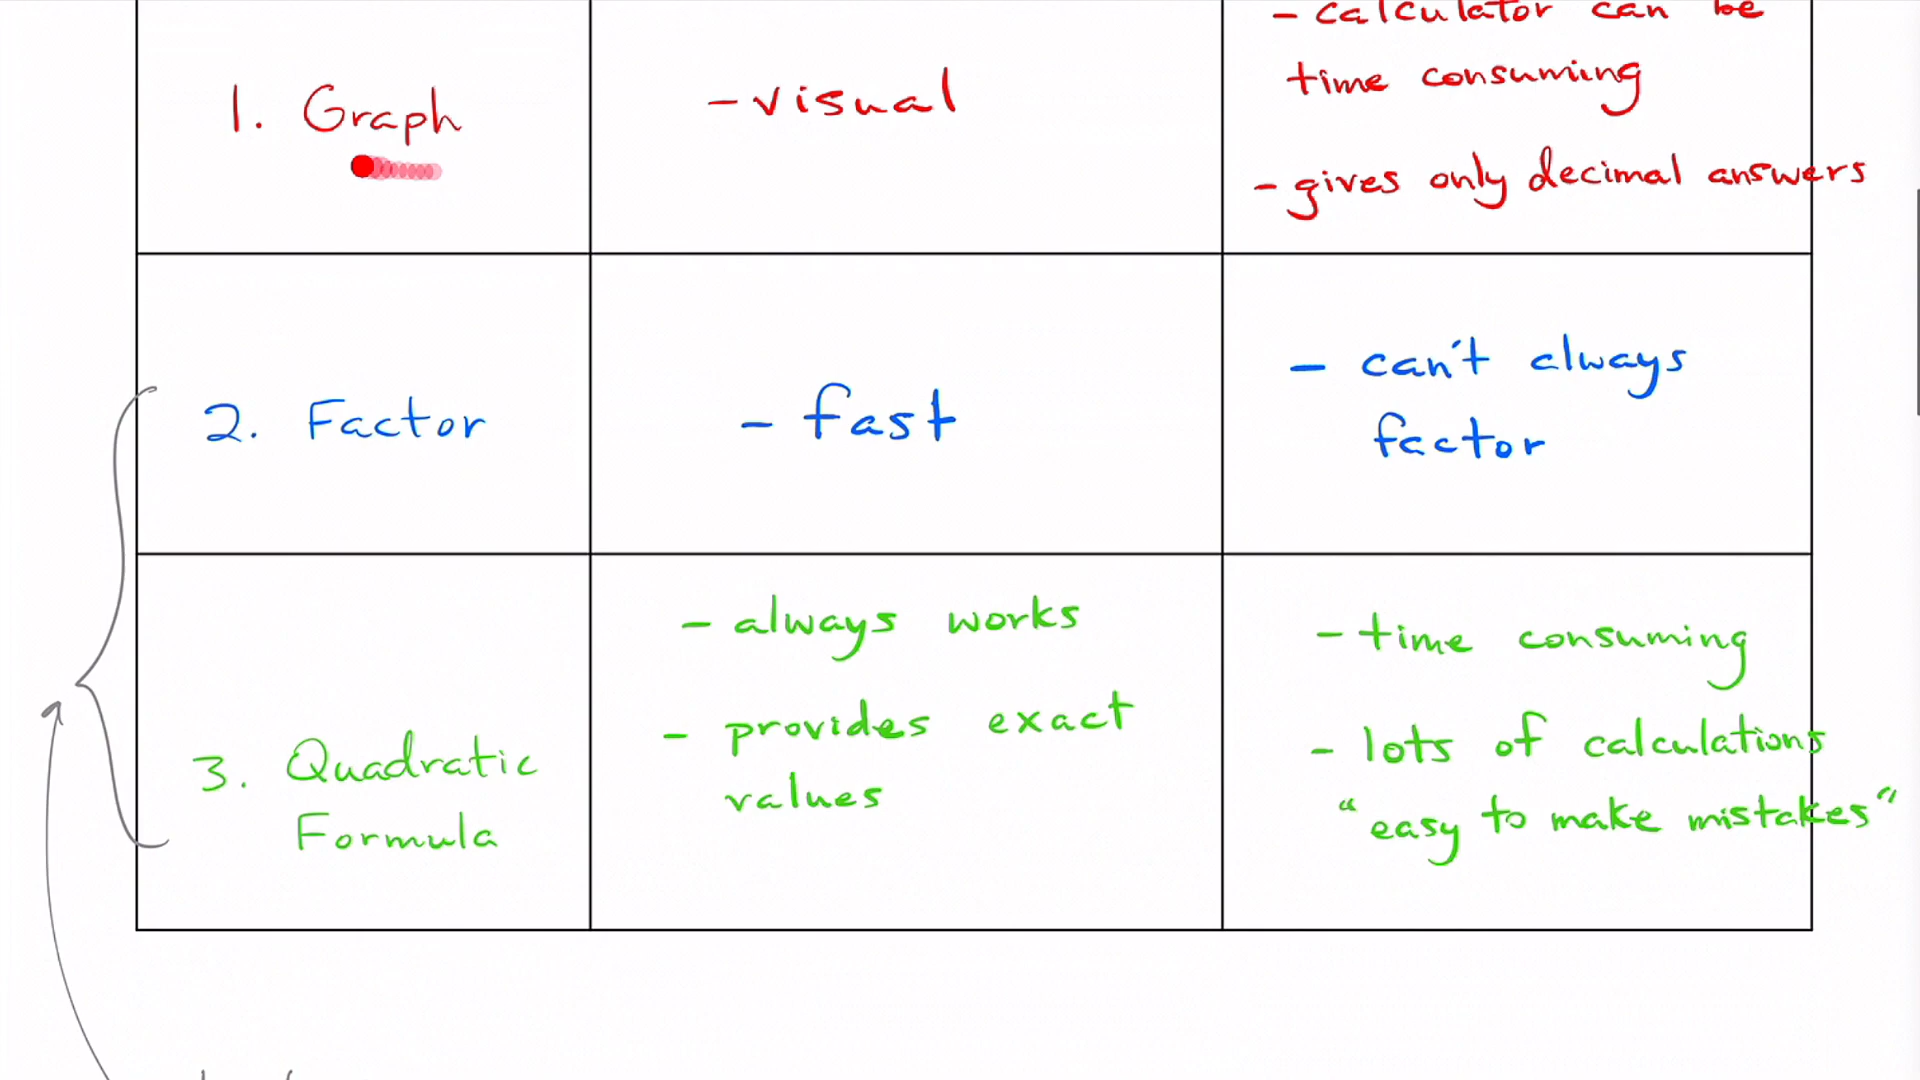 - calculator can be
time consuming
1. Graph
- visual
- gives only decimal answers
2. Factor
- fast
- can't always
factor
3. Quadratic
Formula
- always works
- provides exact
values
- time consuming
- lots of calculations
"easy to make mistakes"